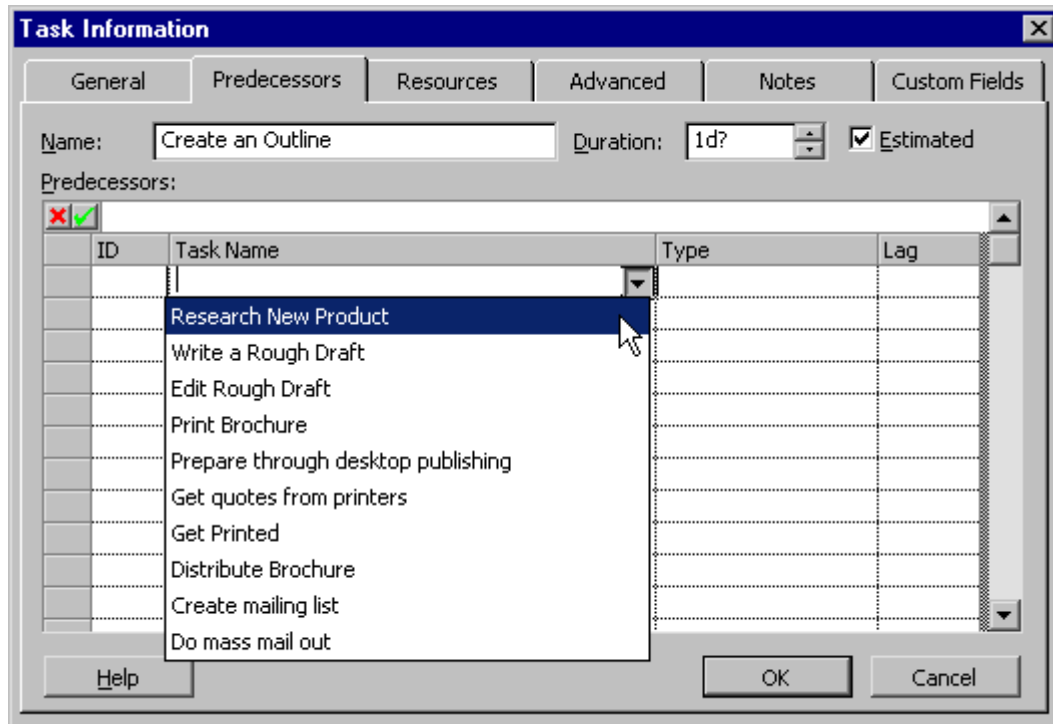 Task Information
General Predecessors Resources Advanced Notes Custom Fields
Name: Create an Outline Duration: 1d? Estimated
Predecessors:
ID Task Name Type Lag
Research New Product
Write a Rough Draft
Edit Rough Draft
Print Brochure
Prepare through desktop publishing
Get quotes from printers
Get Printed
Distribute Brochure
Create mailing list
Do mass mail out
Help OK Cancel